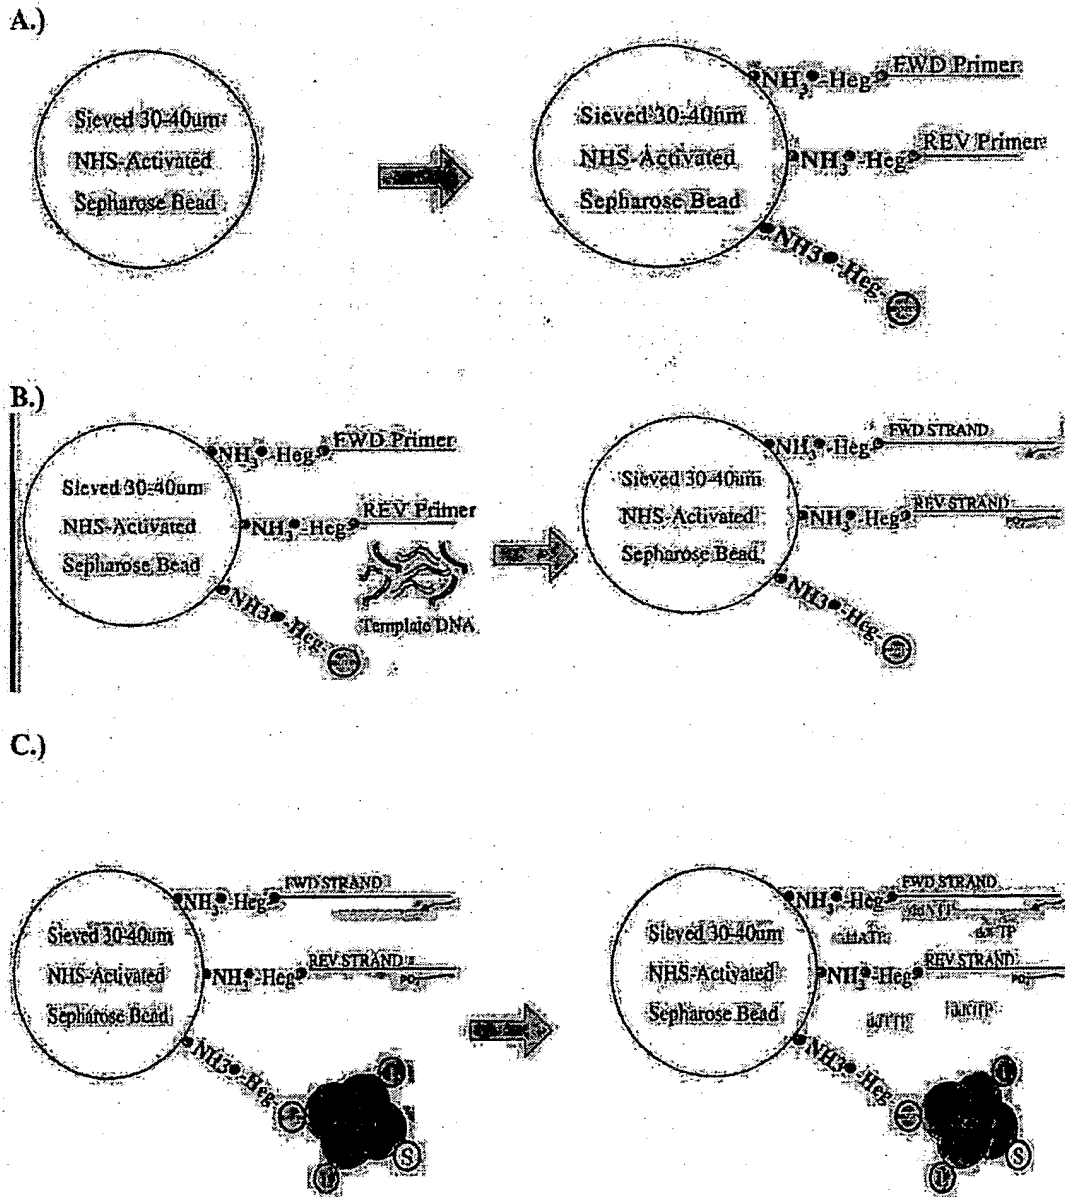 A.)
Sieved 30-40um
NHS-Activated
Sepharose Bead
Sieved 30-40um
NHS-Activated
Sepharose Bead
NH3-Heg FWD Primer
NH3-Heg REV Primer
NH3-Heg-
B.)
Sieved 30-40um
NHS-Activated
Sepharose Bead
NH3-Heg FWD Primer
NH3-Heg REV Primer
NH3-Heg-
Template DNA
Sieved 30-40um
NHS-Activated
Sepharose Bead
NH3-Heg FWD STRAND
NH3-Heg REV STRAND
NH3-Heg-
C.)
Sieved 30-40um
NHS-Activated
Sepharose Bead
NH3-Heg FWD STRAND
NH3-Heg REV STRAND
NH3-Heg
S
Sieved 30-40um
NHS-Activated
Sepharose Bead
NH3-Heg FWD STRAND
NH3-Heg REV STRAND
NH3-Heg
S